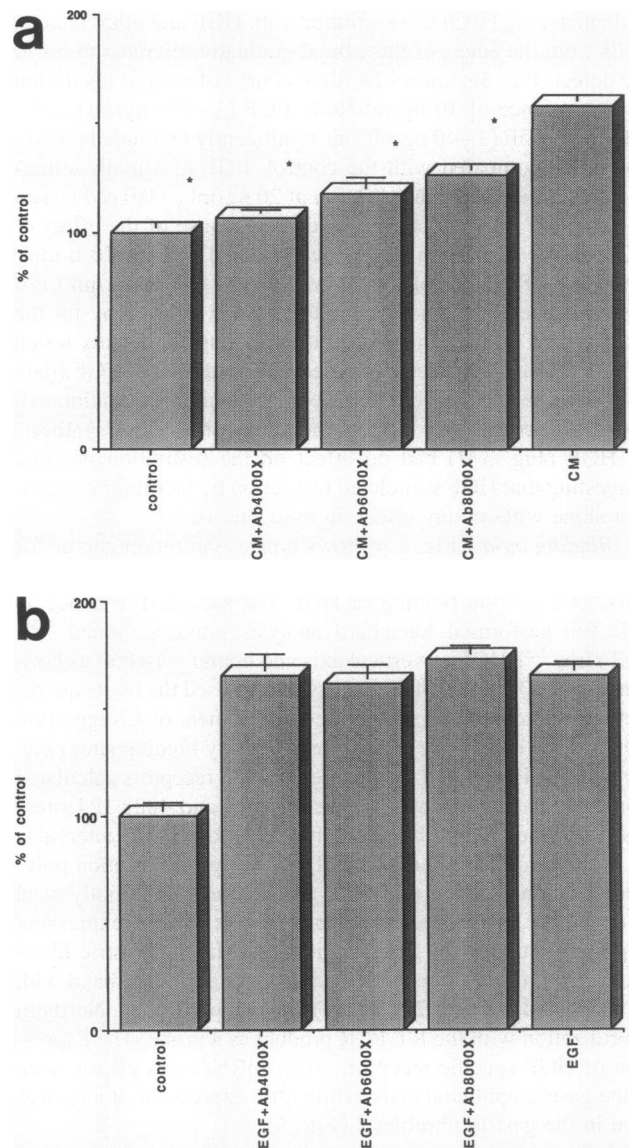 a
200
100
0
% of control
*
*
*
control
CM+Ab4000X
CM+Ab6000X
CM+Ab8000X
CM
b
200
100
0
% of control
control
EGF+Ab4000X
EGF+Ab6000X
EGF+Ab8000X
EGF